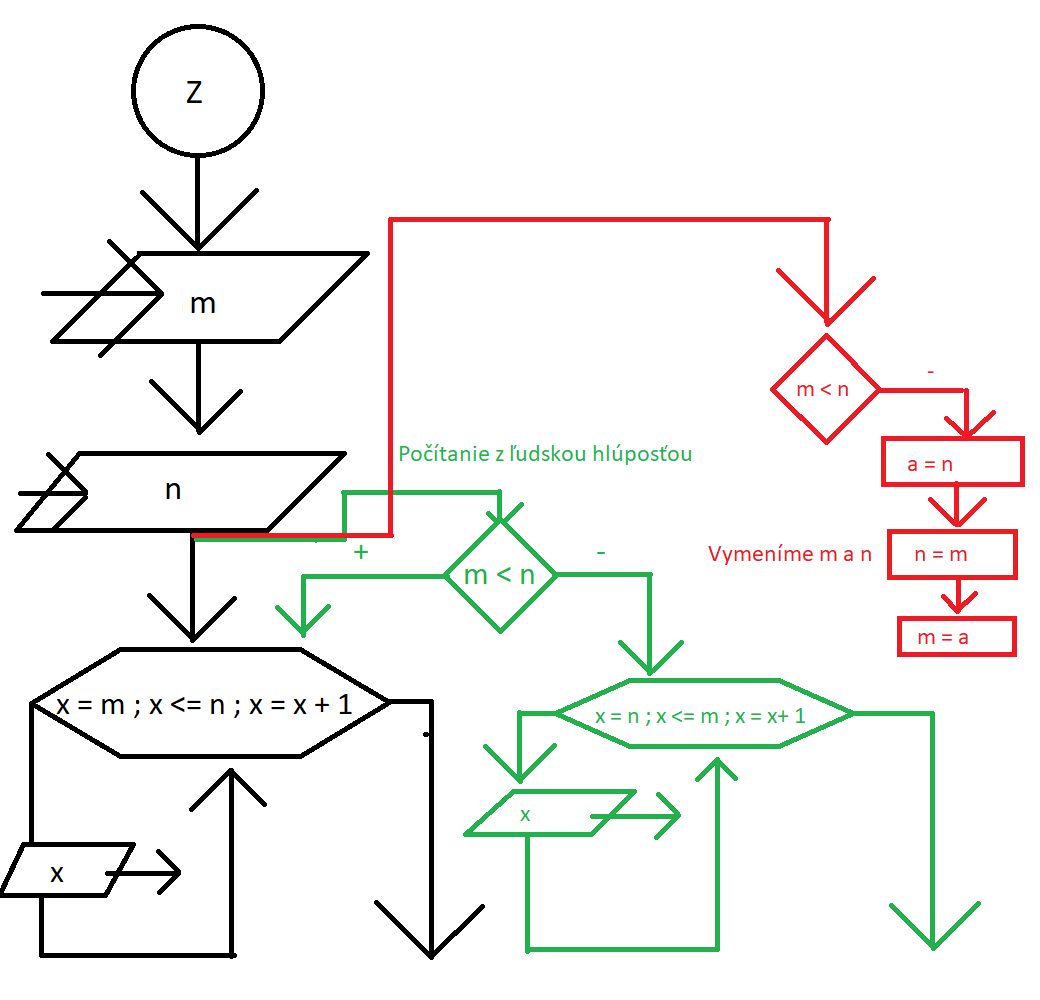 Z
m
n
x = m ; x <= n ; x = x + 1
-
x
Počítanie z ľudskou hlúposťou
+
m < n
-
x = n ; x <= m ; x = x+ 1
x
m < n
-
a = n
Vymeníme m a n
n = m
m = a